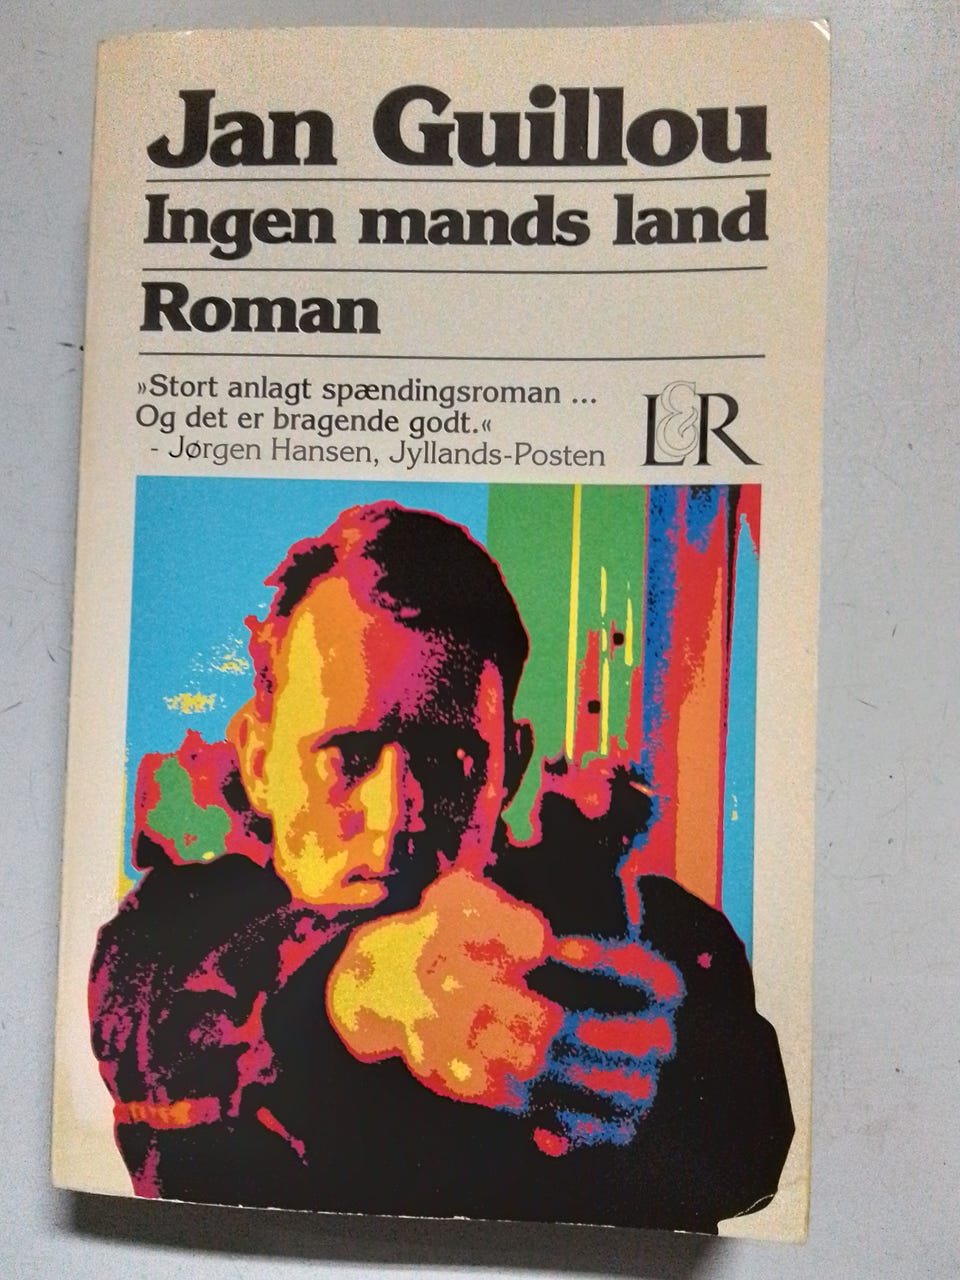 Jan Guillou
Ingen mands land
Roman
»Stort anlagt spændingsroman ...
Og det er bragende godt.«
- Jørgen Hansen, Jyllands-Posten
L&R